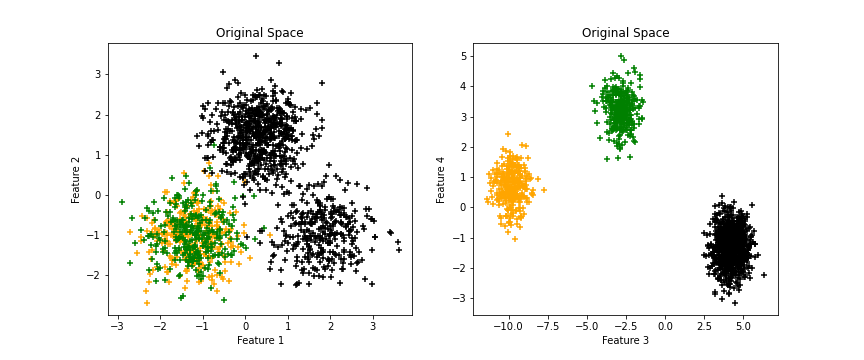 Original Space
Feature 2
3
2
1
0
−1
−2
−3 −2 −1 0 1 2 3
Feature 1
Original Space
Feature 4
5
4
3
2
1
0
−1
−2
−3
−10.0 −7.5 −5.0 −2.5 0.0 2.5 5.0
Feature 3